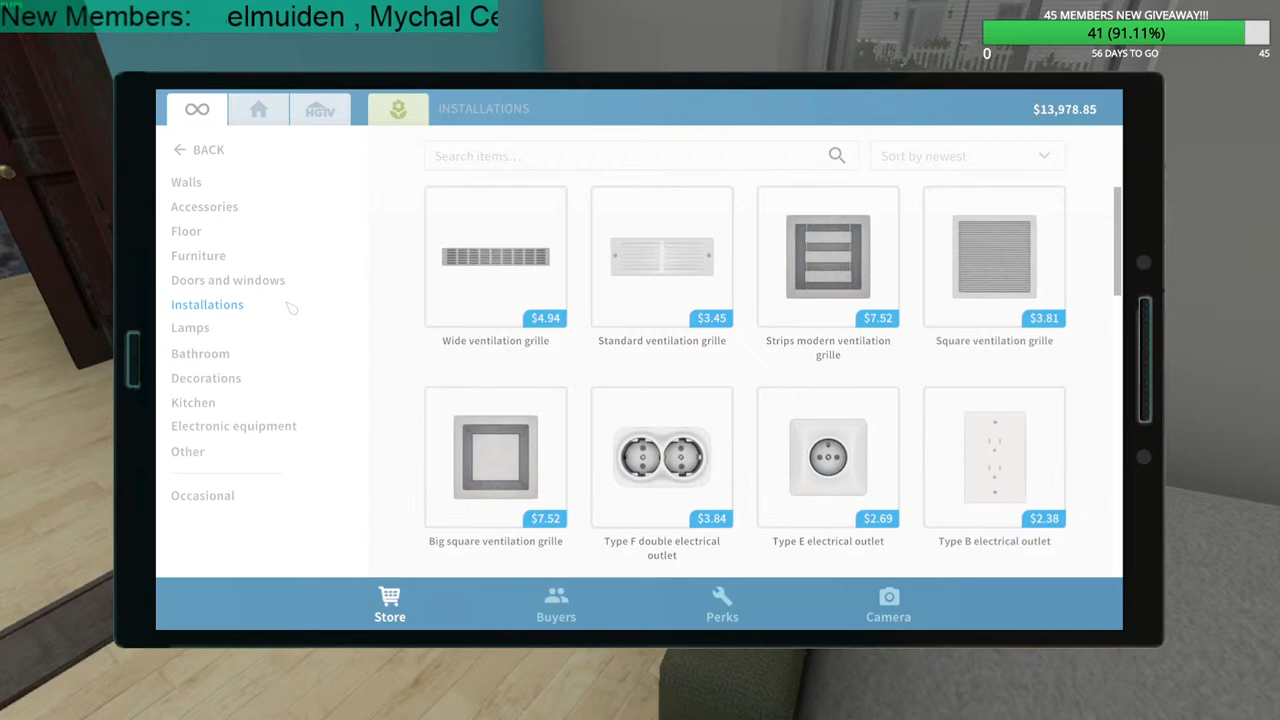 New Members: elmuiden , Mychal Ce
45 MEMBERS NEW GIVEAWAY!!!
41 (91.11%)
0
56 DAYS TO GO
45
HGTV
INSTALLATIONS
$13,978.85
BACK
Search items...
Sort by newest
Walls
Accessories
Floor
Furniture
Doors and windows
Installations
Lamps
Bathroom
Decorations
Kitchen
Electronic equipment
Other
Occasional
$4.94
$3.45
$7.52
$3.81
Wide ventilation grille
Standard ventilation grille
Strips modern ventilation
grille
Square ventilation grille
$7.52
$3.84
$2.69
$2.38
Big square ventilation grille
Type F double electrical
outlet
Type E electrical outlet
Type B electrical outlet
Store
Buyers
Perks
Camera